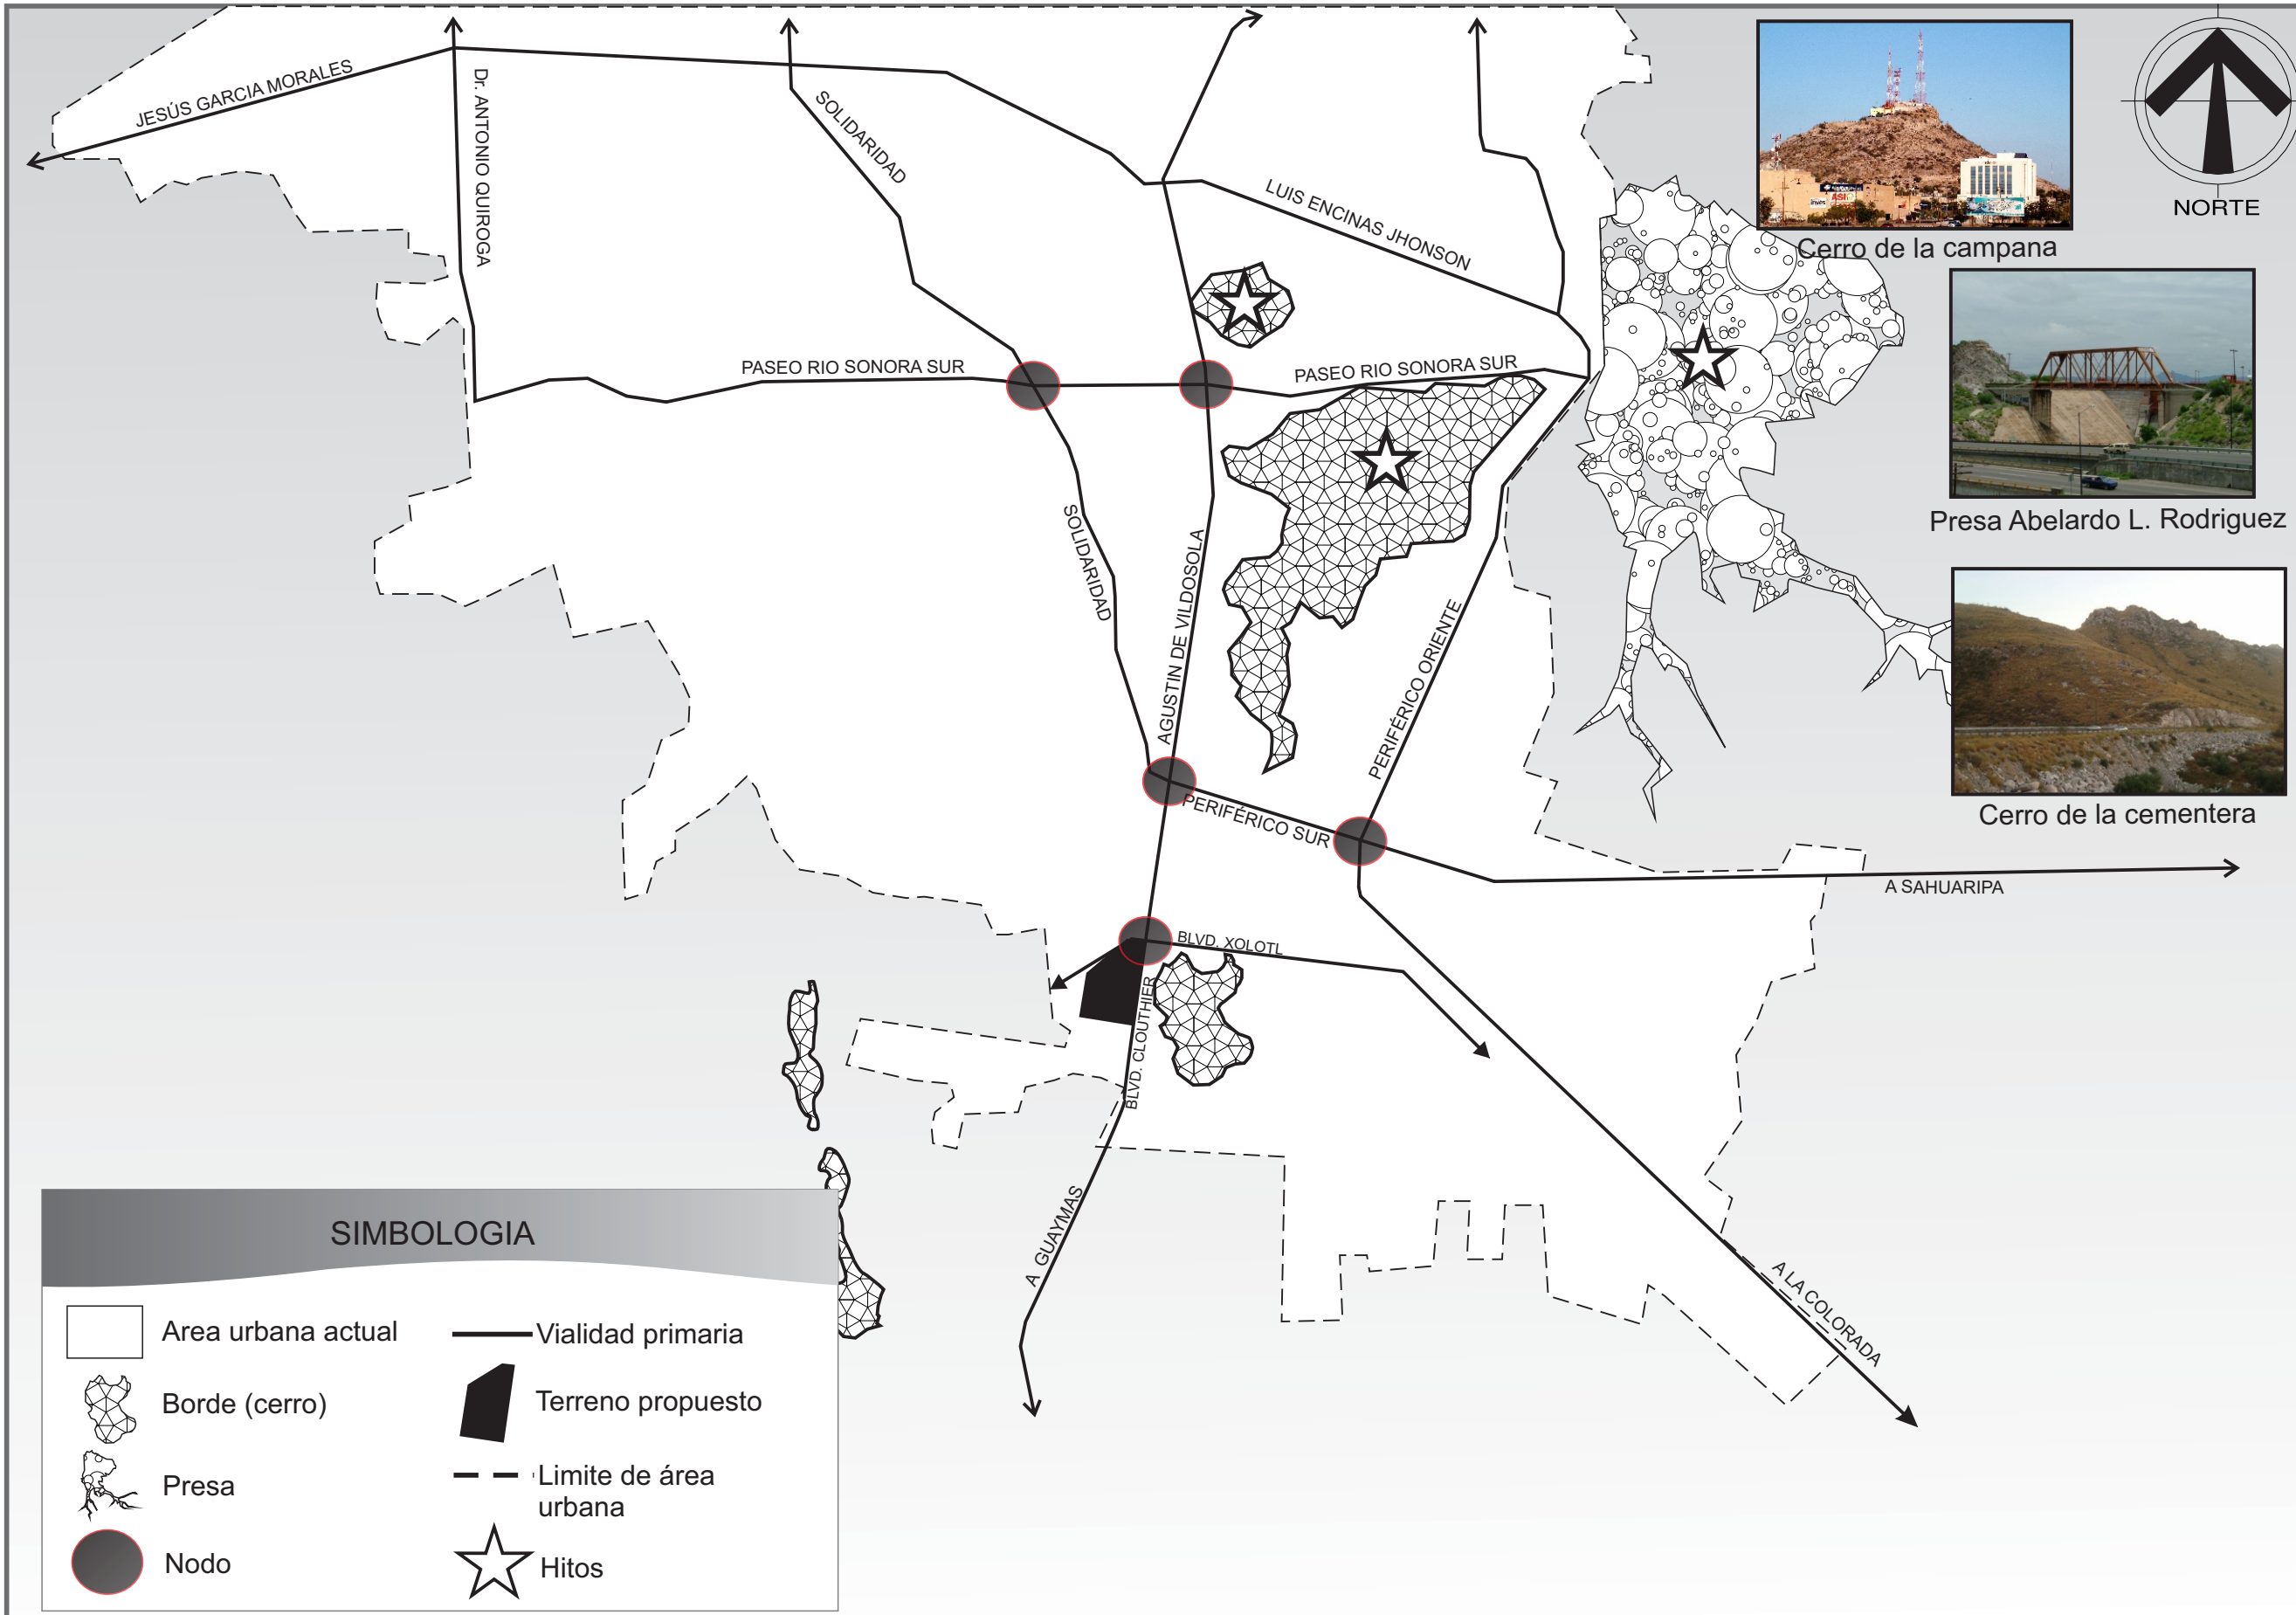 JESÚS GARCIA MORALES
Dr. ANTONIO QUIROGA
SOLIDARIDAD
LUIS ENCINAS JHONSON
NORTE
Cerro de la campana
PASEO RIO SONORA SUR
PASEO RIO SONORA SUR
Presa Abelardo L. Rodriguez
SOLIDARIDAD
AGUSTIN DE VILDOSOLA
PERIFÉRICO ORIENTE
Cerro de la cementera
PERIFÉRICO SUR
A SAHUARIPA
BLVD. XOLOTL
BLVD. CLOUTHIER
A GUAYMAS
A LA COLORADA
SIMBOLOGIA
Area urbana actual
Borde (cerro)
Presa
Nodo
Vialidad primaria
Terreno propuesto
Limite de área
urbana
Hitos